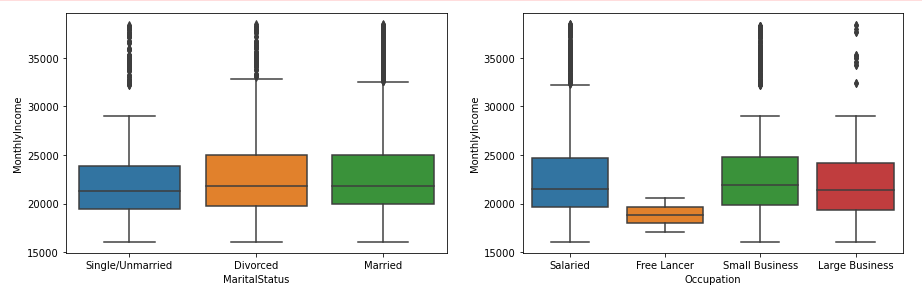 MonthlyIncome
35000
30000
25000
20000
15000
Single/Unmarried Divorced Married
MaritalStatus
MonthlyIncome
35000
30000
25000
20000
15000
Salaried Free Lancer Small Business Large Business
Occupation